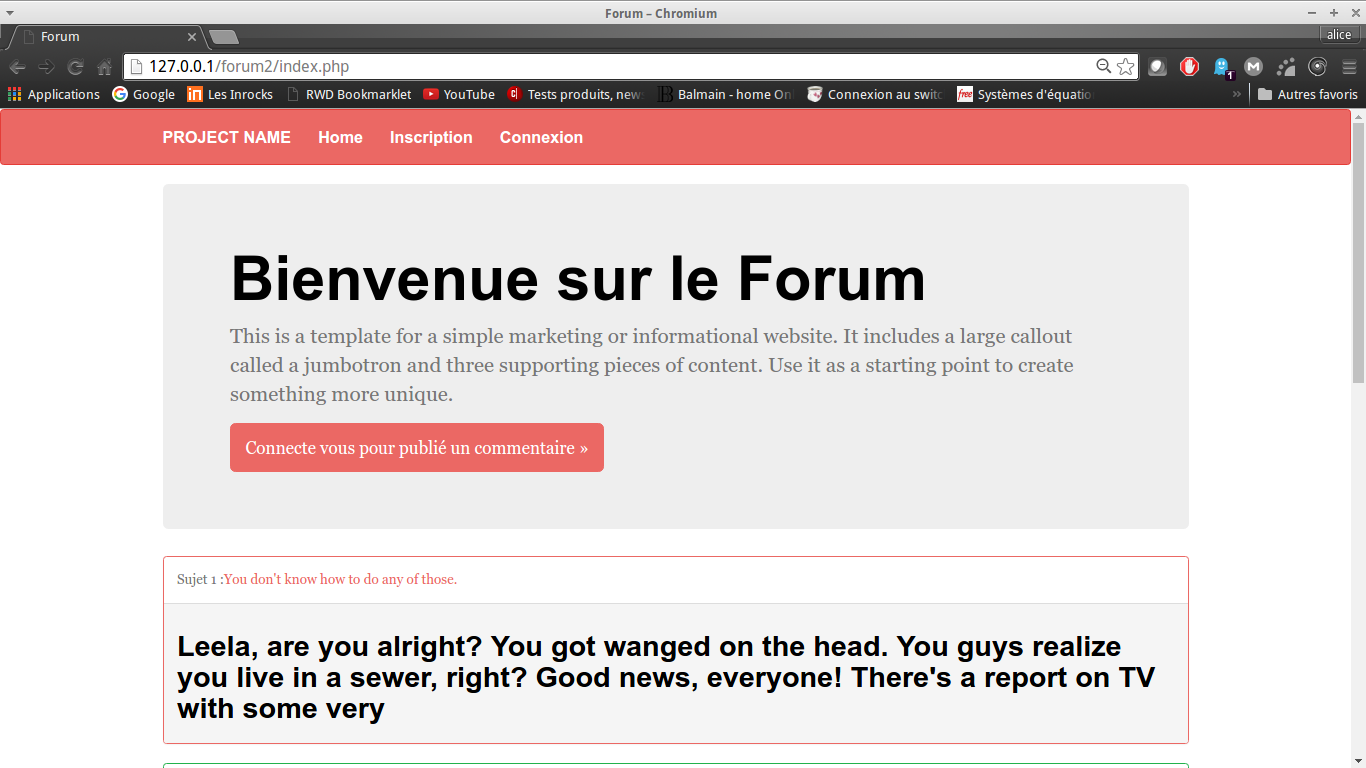 Forum – Chromium
Forum
alice
127.0.0.1/forum2/index.php
1
Applications Google Les Inrocks RWD Bookmarklet YouTube Tests produits, new Balmain - home On Connexion au switc Systèmes d'équatio » Autres favoris
PROJECT NAME Home Inscription Connexion
Bienvenue sur le Forum
This is a template for a simple marketing or informational website. It includes a large callout
called a jumbotron and three supporting pieces of content. Use it as a starting point to create
something more unique.
Connecte vous pour publié un commentaire »
Sujet 1 :You don't know how to do any of those.
Leela, are you alright? You got wanged on the head. You guys realize
you live in a sewer, right? Good news, everyone! There's a report on TV
with some very